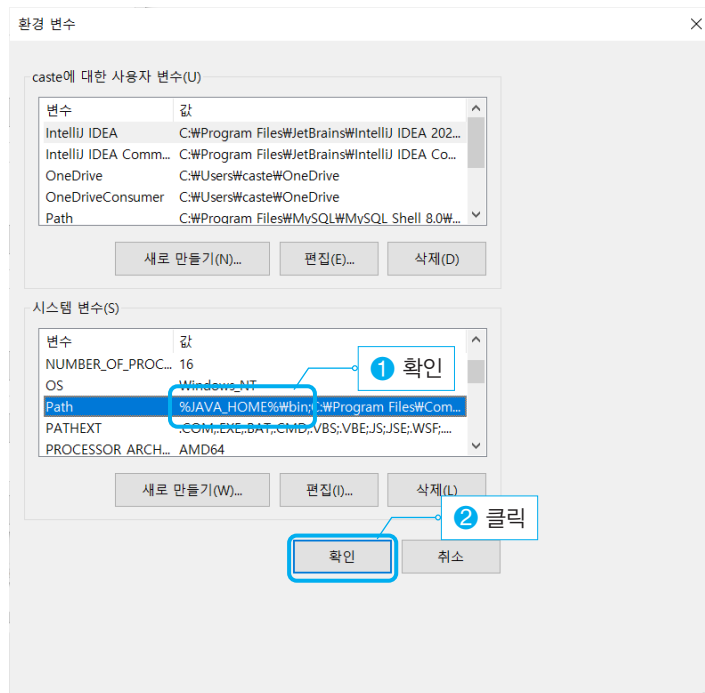 환경 변수
caste에 대한 사용자 변수(U)
변수 값
IntelliJ IDEA C:₩Program Files₩JetBrains₩IntelliJ IDEA 202...
IntelliJ IDEA Comm... C:₩Program Files₩JetBrains₩IntelliJ IDEA Co...
OneDrive C:₩Users₩caste₩OneDrive
OneDriveConsumer C:₩Users₩caste₩OneDrive
Path C:₩Program Files₩MySQL₩MySQL Shell 8.0₩...
새로 만들기(N)... 편집(E)... 삭제(D)
시스템 변수(S)
변수 값
NUMBER_OF_PROC... 16
1 확인
OS Windows_NT
Path %JAVA_HOME%₩bin;C:₩Program Files₩Com...
PATHEXT .COM;.EXE;.BAT;.CMD;.VBS;.VBE;.JS;.JSE;.WSF;....
PROCESSOR ARCH... AMD64
새로 만들기(W)... 편집(I)... 삭제(L)
2 클릭
확인 취소